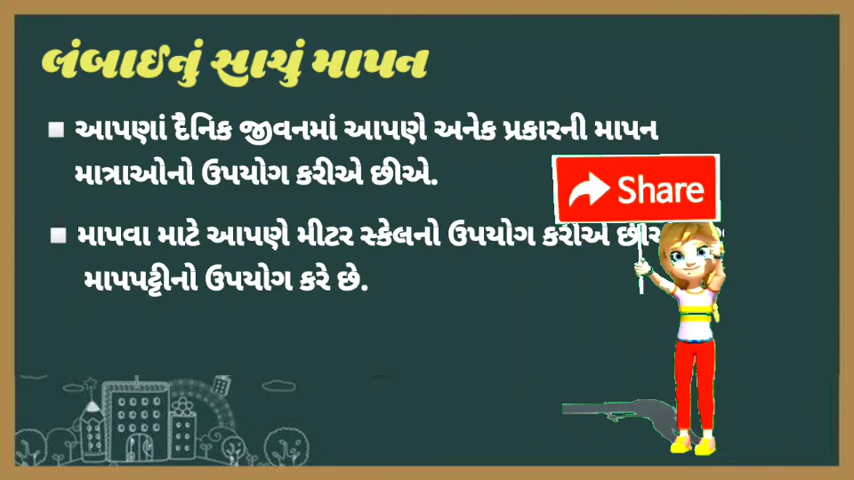 લંબાઈનું સાચું માપન
આપણાં દૈનિક જીવનમાં આપણે અનેક પ્રકારની માપન
માત્રાઓનો ઉપયોગ કરીએ છીએ.
Share
માપવા માટે આપણે મીટર સ્કેલનો ઉપયોગ કરીએ
માપપટ્ટીનો ઉપયોગ કરે છે.